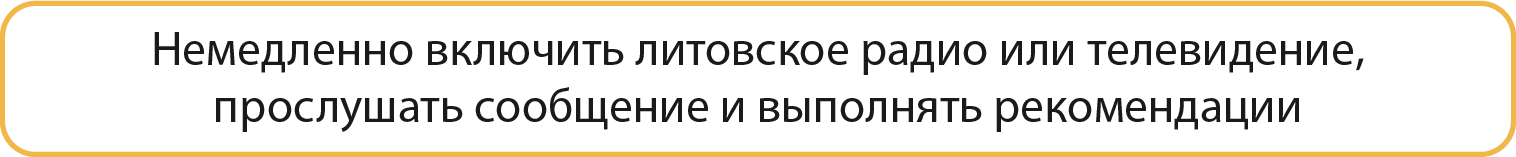 Немедленно включить литовское радио или телевидение,
прослушать сообщение и выполнять рекомендации